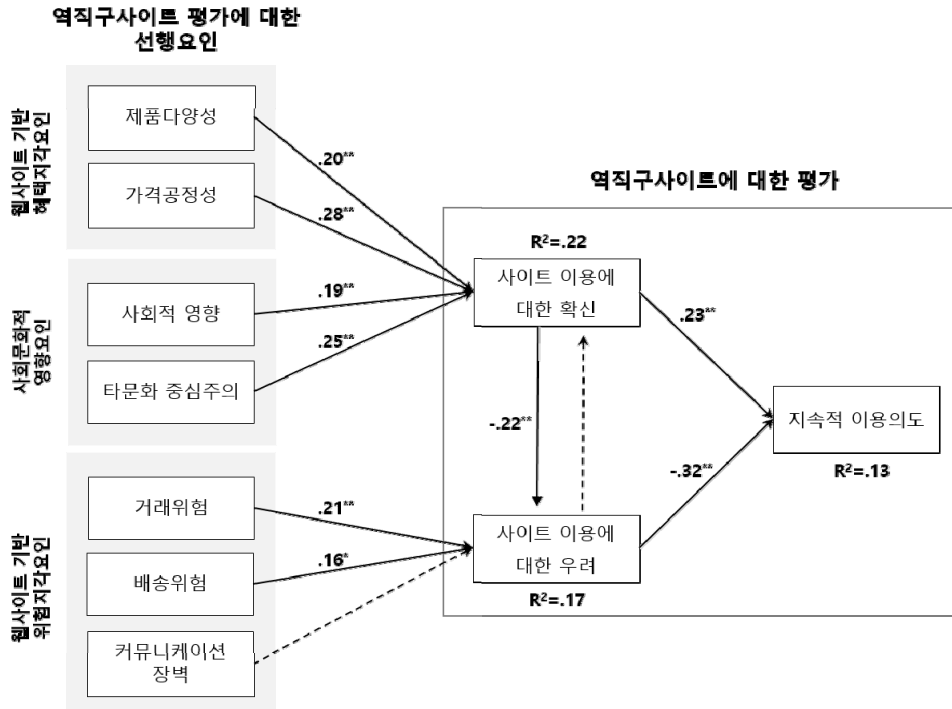 역직구사이트 평가에 대한
선행요인
웹사이트 기반
혜택지각요인
제품다양성
가격공정성
사회문화적
영향요인
사회적 영향
타문화 중심주의
웹사이트 기반
위험지각요인
거래위험
배송위험
커뮤니케이션
장벽
.20**
.28**
.19*
.25**
.21**
.16*
역직구사이트에 대한 평가
R²=.22
사이트 이용에
대한 확신
-.22**
사이트 이용에
대한 우려
R²=.17
.23**
-.32**
지속적 이용의도
R²=.13